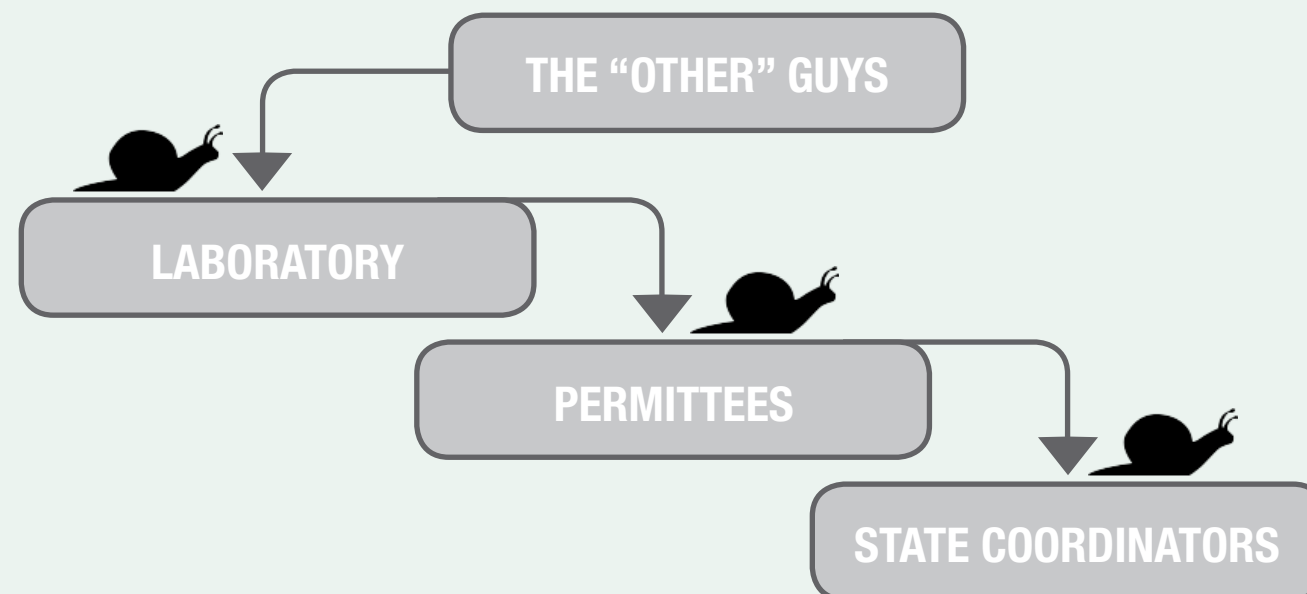 THE “OTHER” GUYS
LABORATORY
PERMITTEES
STATE COORDINATORS